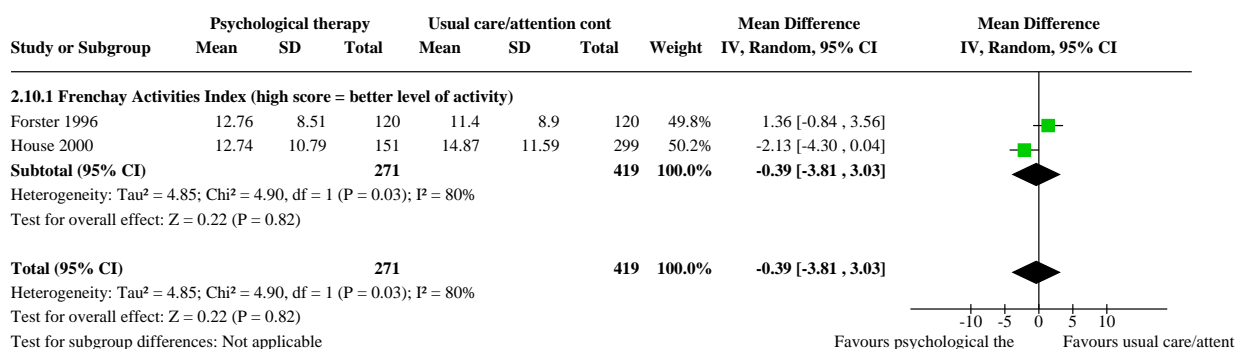 Psychological therapy Usual care/attention cont Mean Difference Mean Difference
Study or Subgroup Mean SD Total Mean SD Total Weight IV, Random, 95% CI IV, Random, 95% CI
2.10.1 Frenchay Activities Index (high score = better level of activity)
Forster 1996 12.76 8.51 120 11.4 8.9 120 49.8% 1.36 [-0.84 , 3.56]
House 2000 12.74 10.79 151 14.87 11.59 299 50.2% -2.13 [-4.30 , 0.04]
Subtotal (95% CI) 271 419 100.0% -0.39 [-3.81 , 3.03]
Heterogeneity: Tau² = 4.85; Chi² = 4.90, df = 1 (P = 0.03); I² = 80%
Test for overall effect: Z = 0.22 (P = 0.82)
Total (95% CI) 271 419 100.0% -0.39 [-3.81 , 3.03]
Heterogeneity: Tau² = 4.85; Chi² = 4.90, df = 1 (P = 0.03); I² = 80%
Test for overall effect: Z = 0.22 (P = 0.82) -10 -5 0 5 10
Test for subgroup differences: Not applicable Favours psychological the Favours usual care/attent